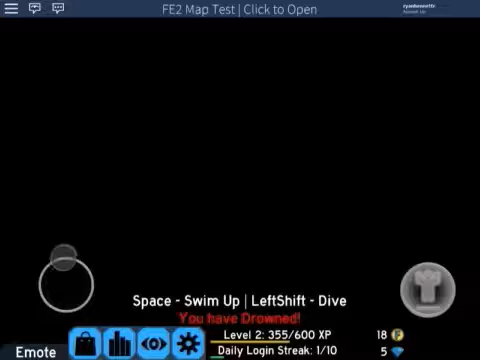 FE2 Map Test | Click to Open
Space - Swim Up | LeftShift - Dive
You have Drowned!
Level 2: 355/600 XP
18
Daily Login Streak: 1/10
5
Emote